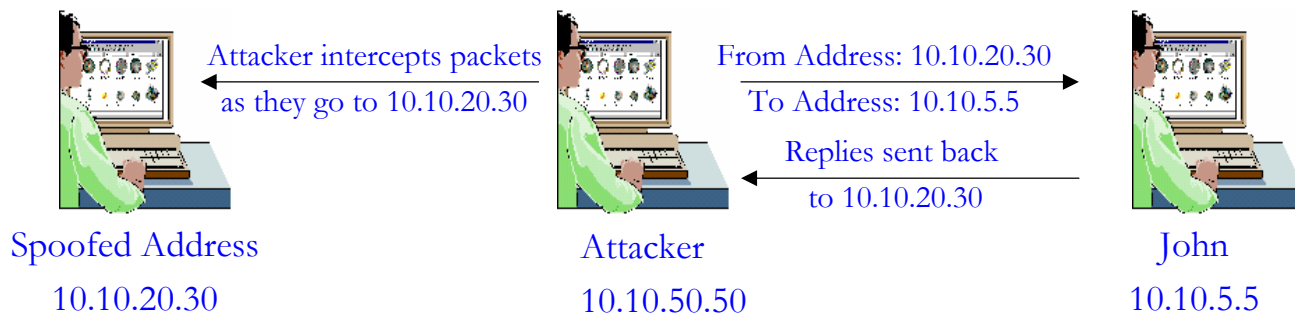 Attacker intercepts packets
as they go to 10.10.20.30
From Address: 10.10.20.30
To Address: 10.10.5.5
Replies sent back
to 10.10.20.30
Spoofed Address
10.10.20.30
Attacker
10.10.50.50
John
10.10.5.5